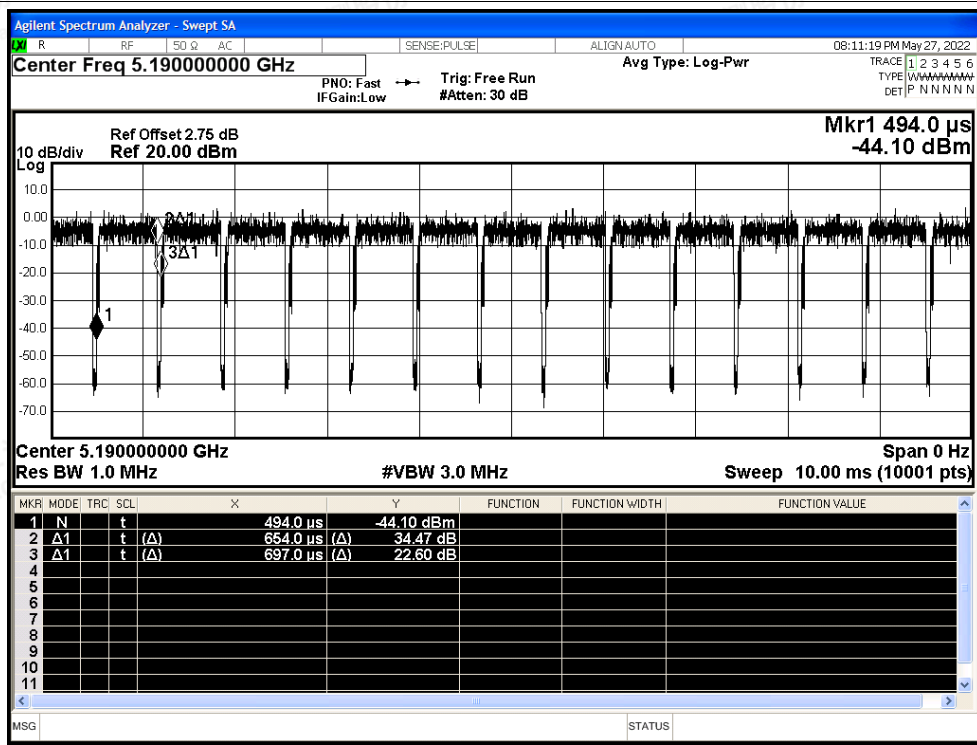 Agilent Spectrum Analyzer - Swept SA
LXI R RF 50 Ω AC SENSE:PULSE ALIGN AUTO 08:11:19 PM May 27, 2022
Center Freq 5.190000000 GHz
PNO: Fast Trig: Free Run
IFGain:Low #Atten: 30 dB
Avg Type: Log-Pwr
TRACE 1 2 3 4 5 6
TYPE
DET P N N N N N
Ref Offset 2.75 dB
10 dB/div Ref 20.00 dBm
Log
Mkr1 494.0 µs
-44.10 dBm
10.0
0.00
-10.0
-20.0
-30.0
-40.0
-50.0
-60.0
-70.0
2Δ1
3Δ1
1
Center 5.190000000 GHz Span 0 Hz
Res BW 1.0 MHz #VBW 3.0 MHz Sweep 10.00 ms (10001 pts)
MKR MODE TRC SCL X Y FUNCTION FUNCTION WIDTH FUNCTION VALUE
1 N t 494.0 µs -44.10 dBm
2 Δ1 t (Δ) 654.0 µs (Δ) 34.47 dB
3 Δ1 t (Δ) 697.0 µs (Δ) 22.60 dB
4
5
6
7
8
9
10
11
MSG STATUS